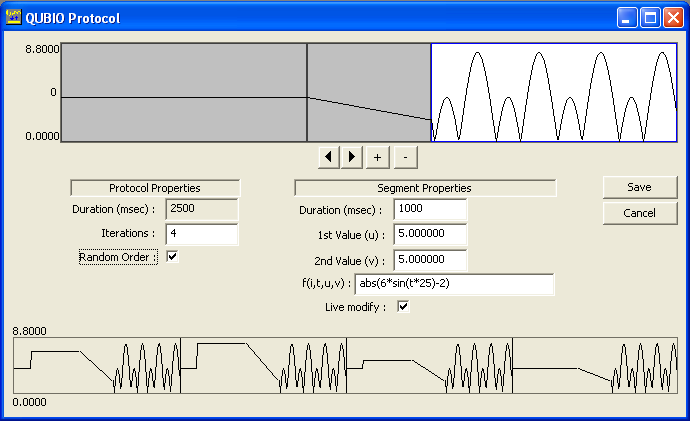 QUBIO Protocol
8.8000
0
0.0000
+ -
Protocol Properties
Segment Properties
Save
Duration (msec) : 2500
Duration (msec) : 1000
Cancel
Iterations : 4
1st Value (u) : 5.000000
Random Order :
2nd Value (v) : 5.000000
f(i,t,u,v) : abs(6*sin(t*25)-2)
Live modify :
8.8000
0.0000